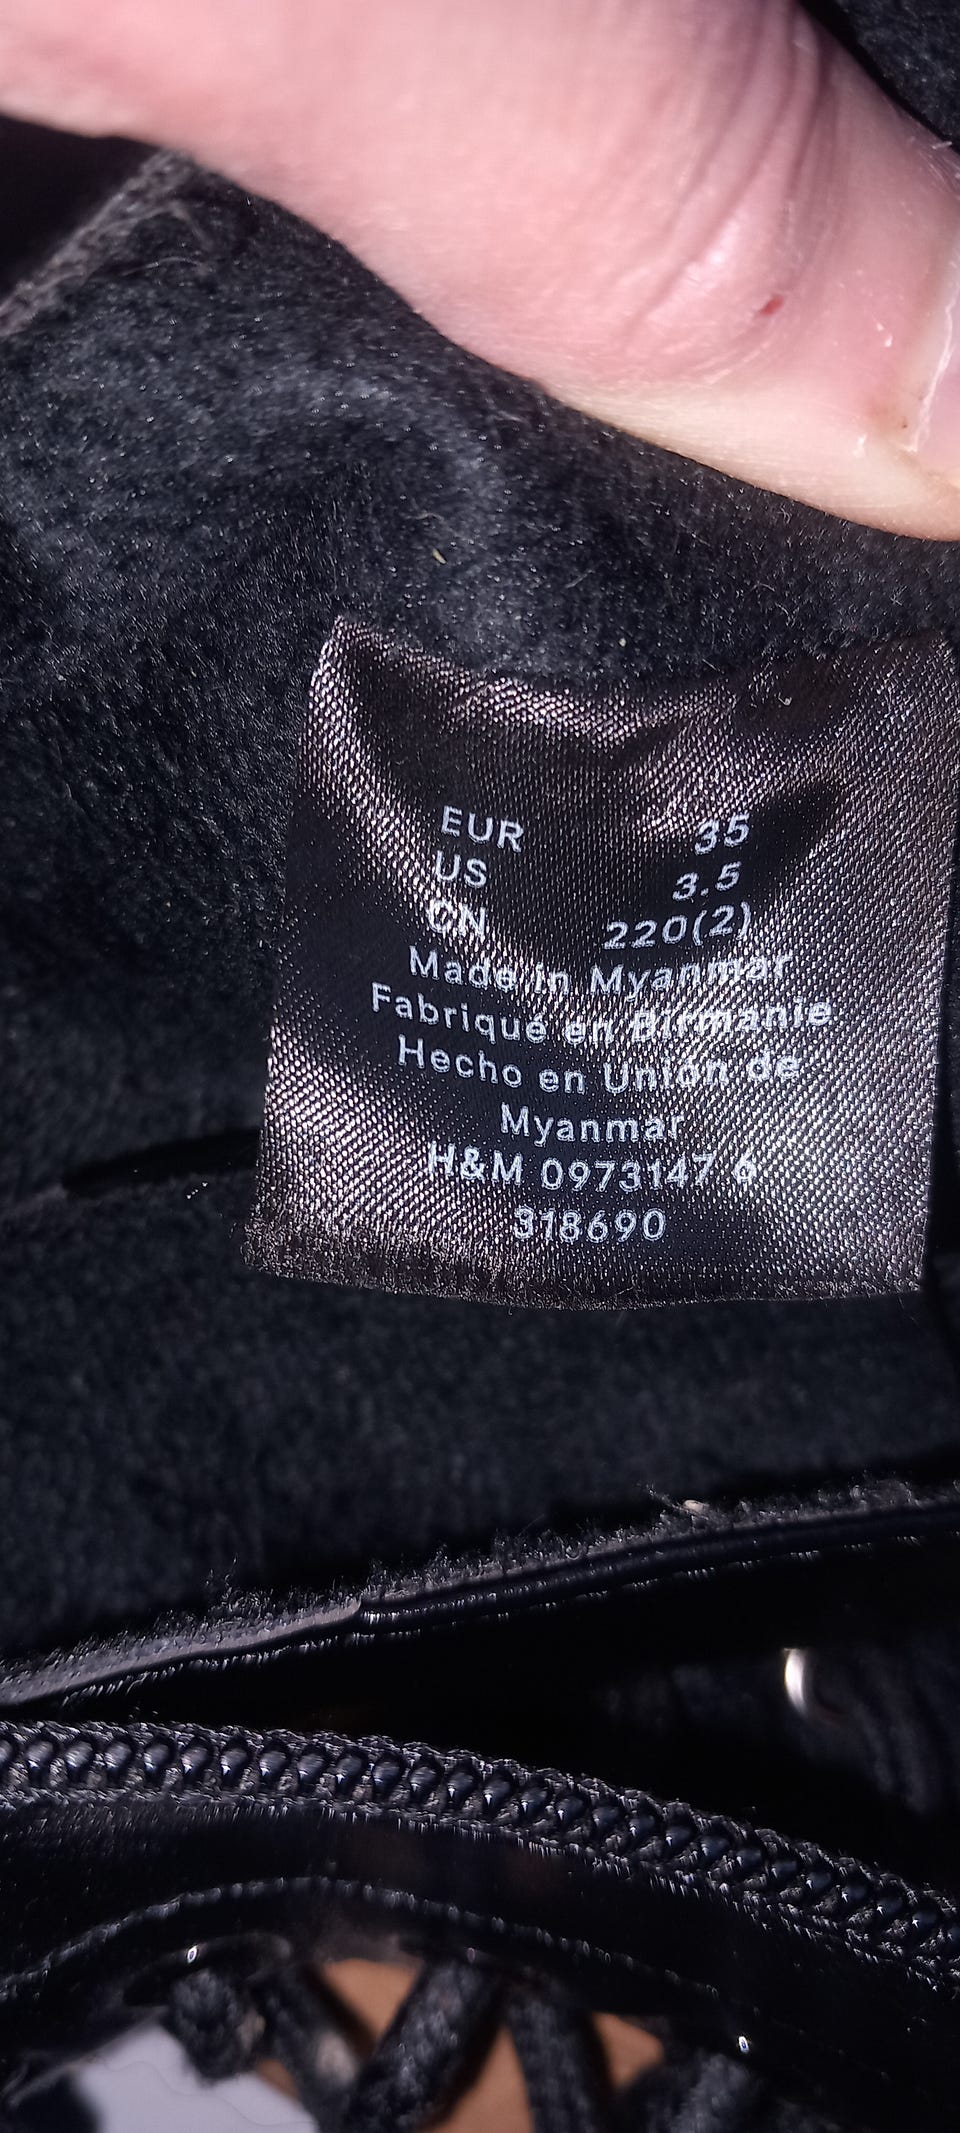 EUR 35
US 3.5
CN 220(2)
Made in Myanmar
Fabriqué en Birmanie
Hecho en Unión de
Myanmar
H&M 0973147 6
318690